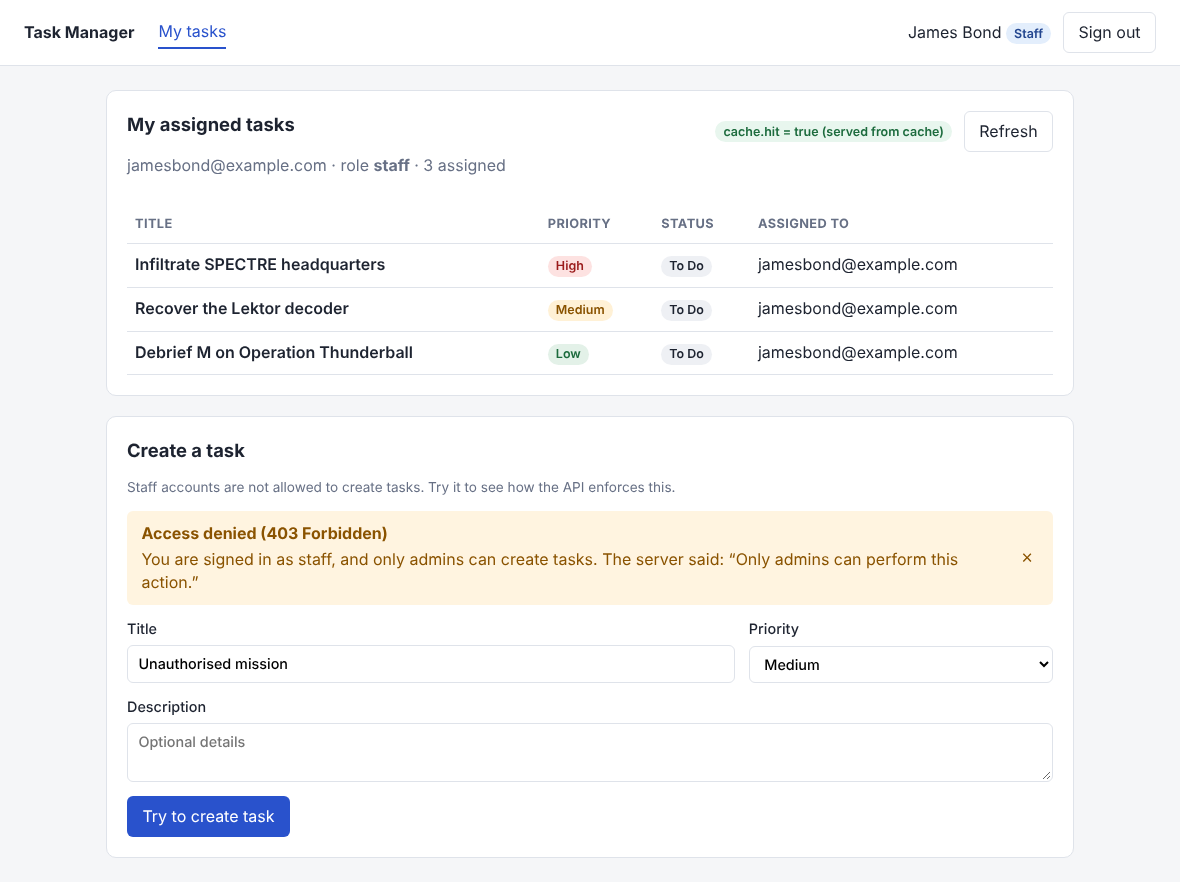 Task Manager My tasks James Bond Staff Sign out
My assigned tasks cache.hit = true (served from cache) Refresh
jamesbond@example.com · role staff · 3 assigned
TITLE PRIORITY STATUS ASSIGNED TO
Infiltrate SPECTRE headquarters High To Do jamesbond@example.com
Recover the Lektor decoder Medium To Do jamesbond@example.com
Debrief M on Operation Thunderball Low To Do jamesbond@example.com
Create a task
Staff accounts are not allowed to create tasks. Try it to see how the API enforces this.
Access denied (403 Forbidden)
You are signed in as staff, and only admins can create tasks. The server said: “Only admins can perform this
action.”
×
Title Priority
Unauthorised mission Medium
Description
Optional details
Try to create task